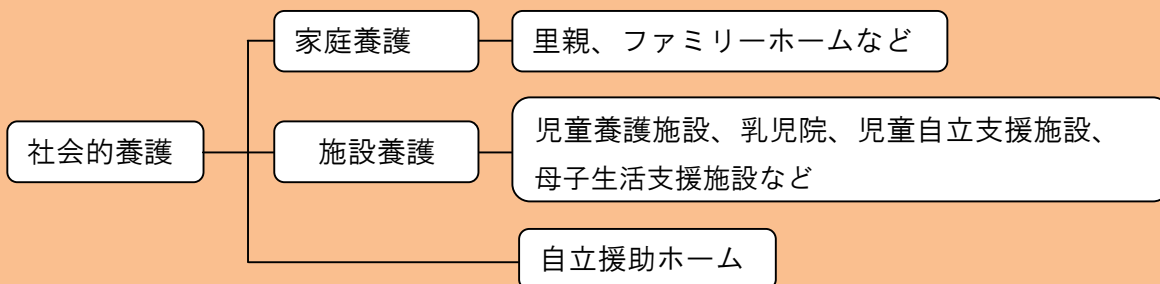 家庭養護
里親、ファミリーホームなど
社会的養護
施設養護
児童養護施設、乳児院、児童自立支援施設、
母子生活支援施設など
自立援助ホーム